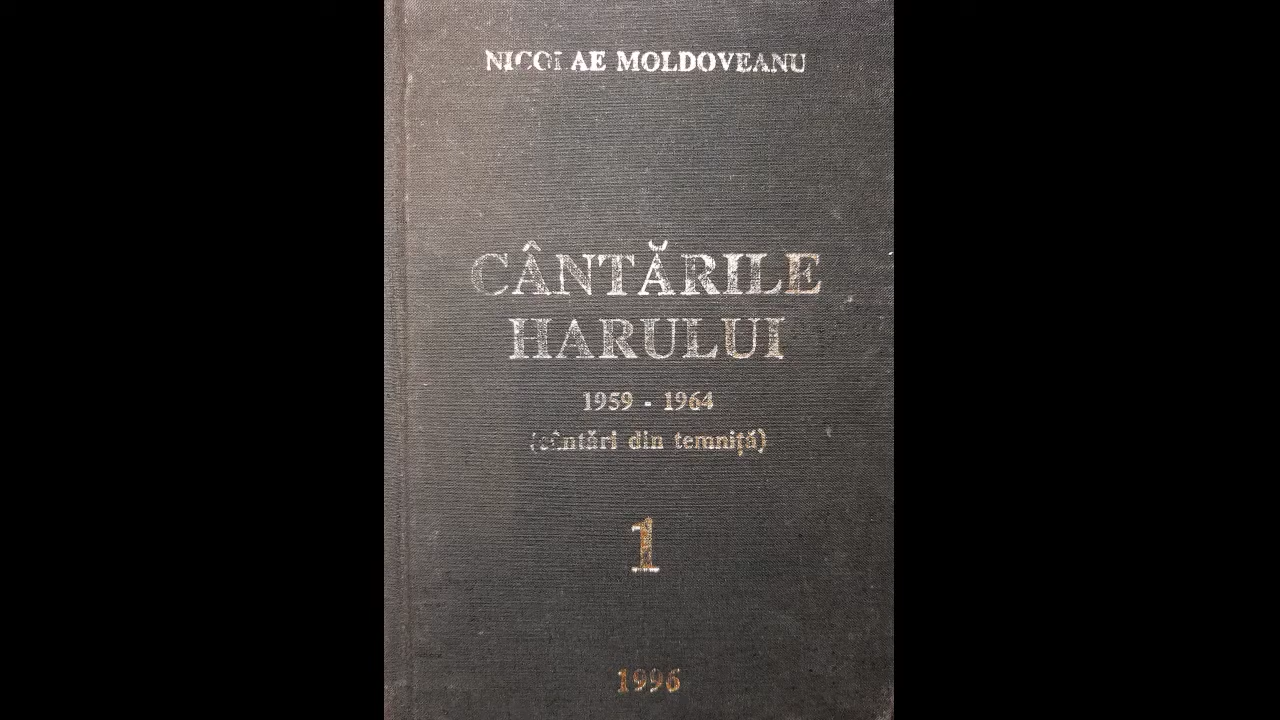 NICOLAE MOLDOVEANU
CÂNTĂRILE
HARULUI
1959 - 1964
(cântări din temniță)
1
1996